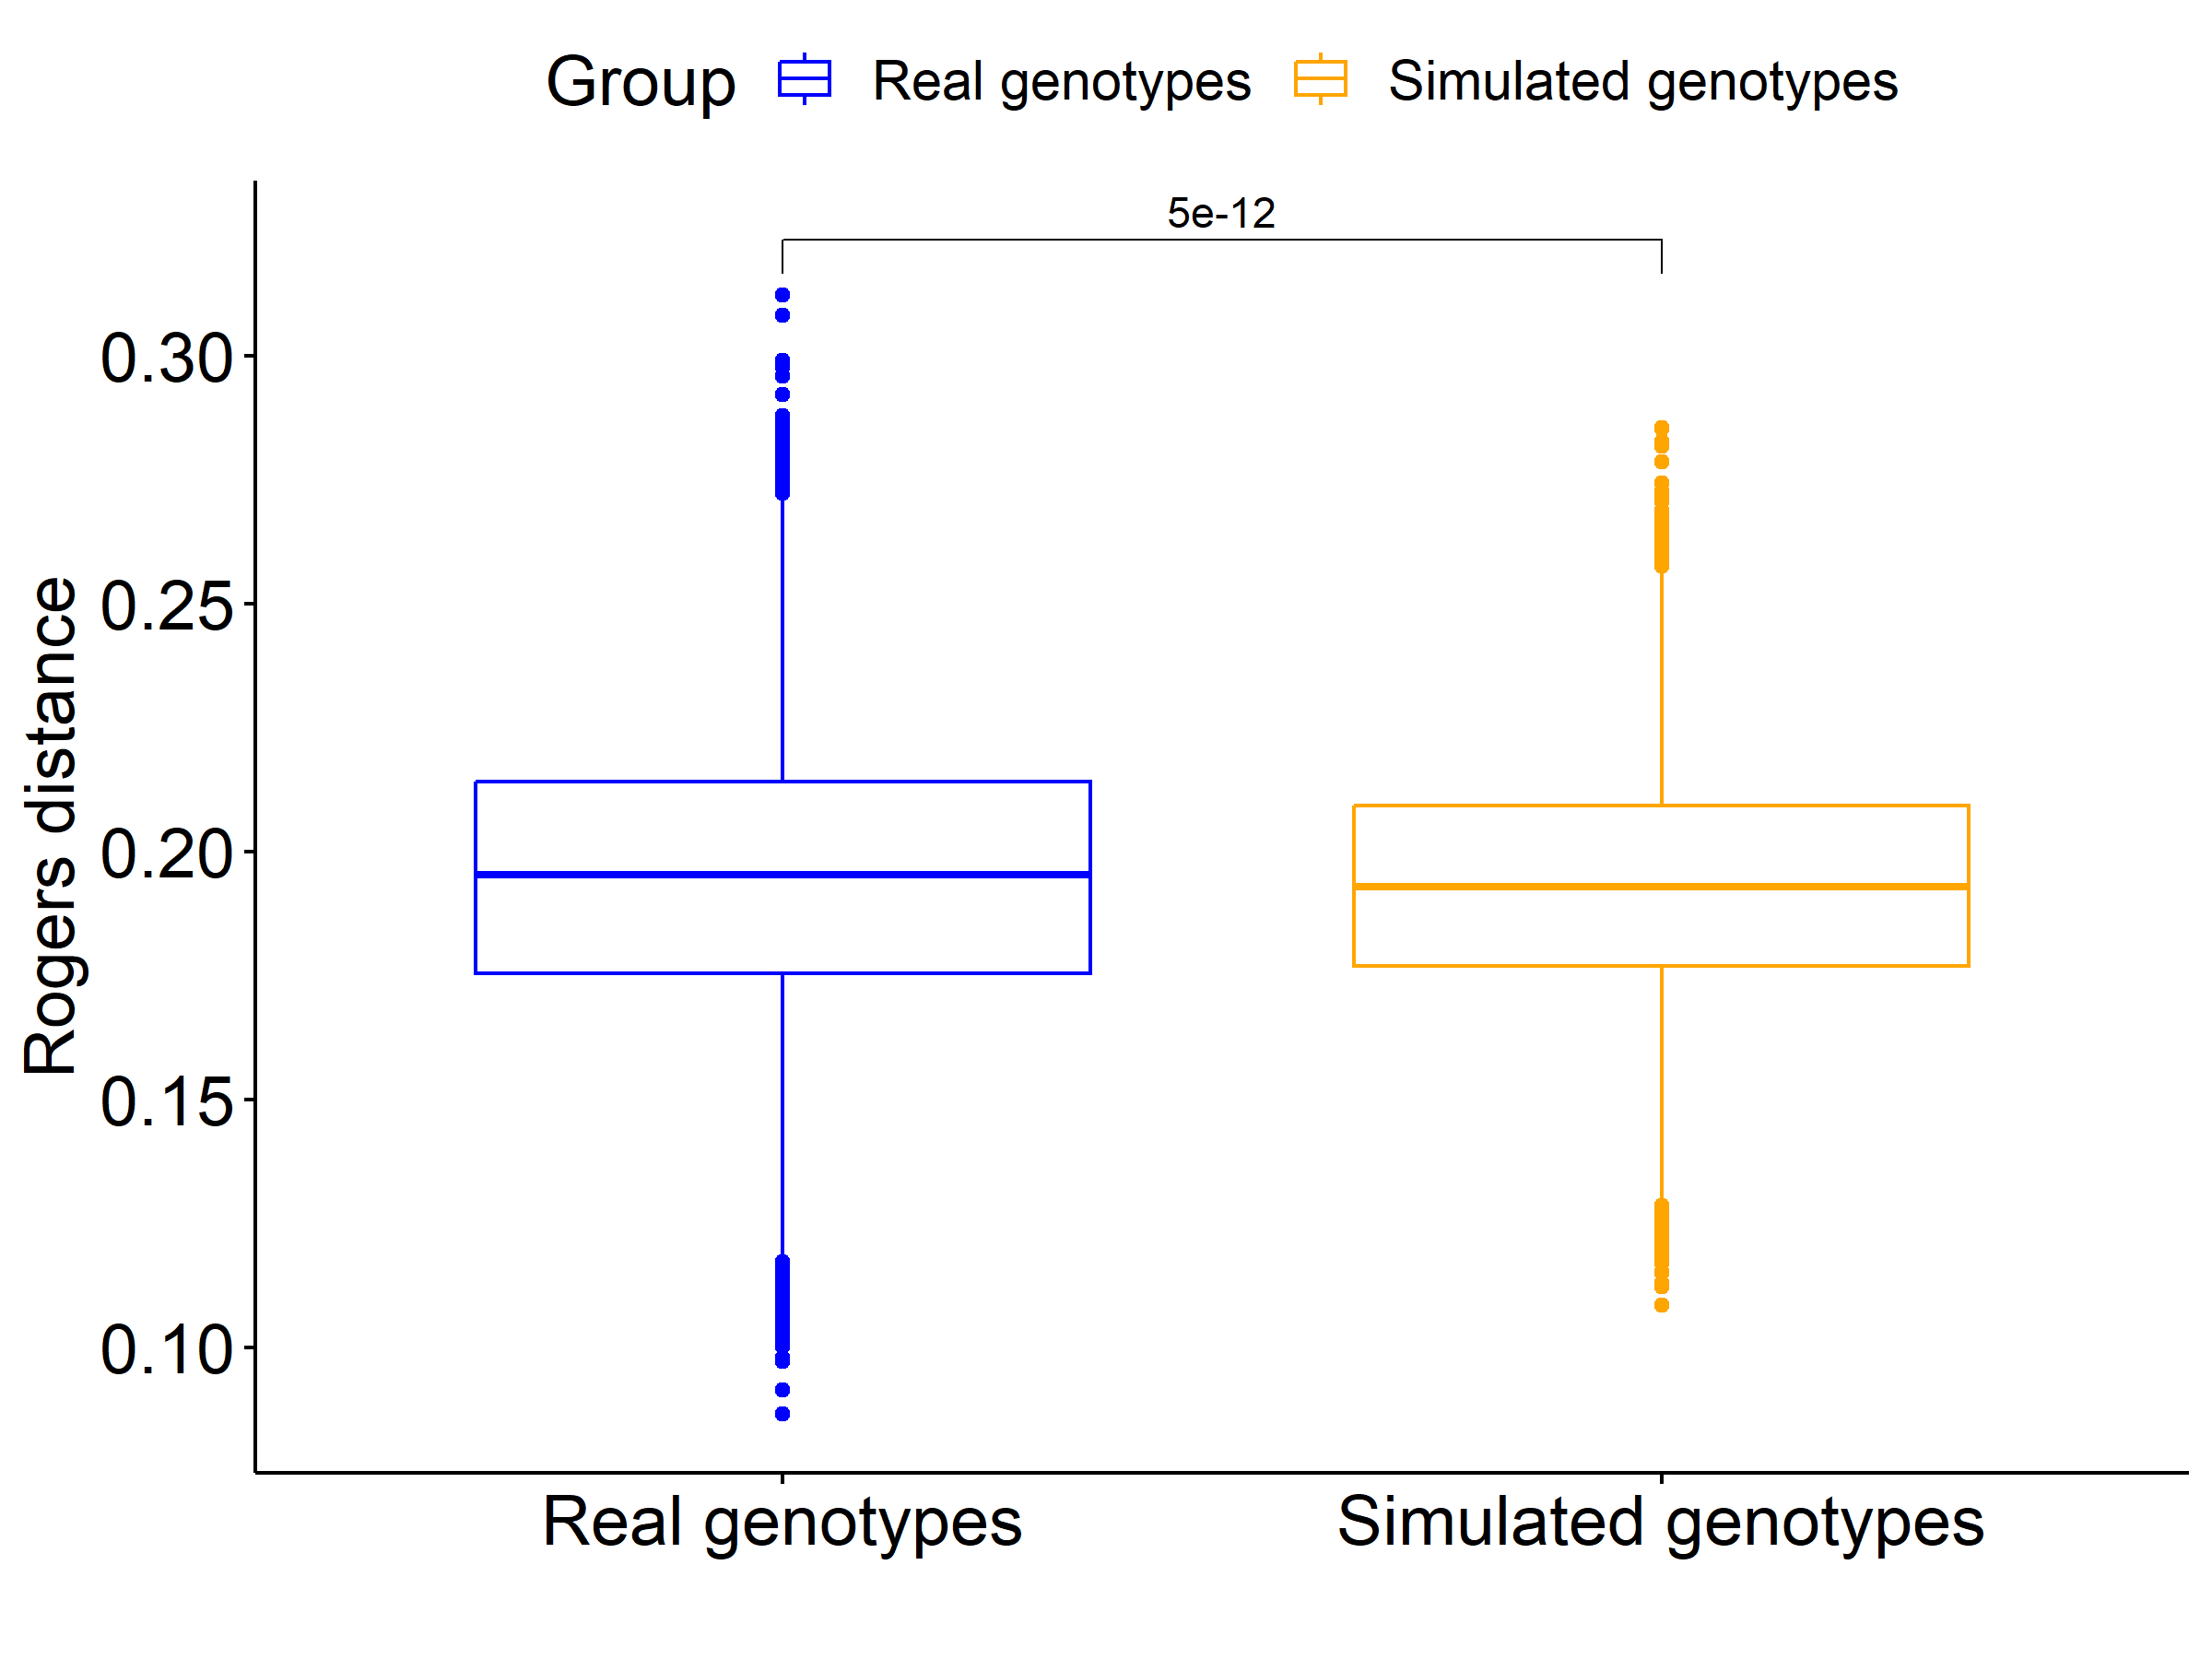 Group Real genotypes Simulated genotypes
5e-12
0.30
0.25
0.20
0.15
0.10
Rogers distance
Real genotypes Simulated genotypes